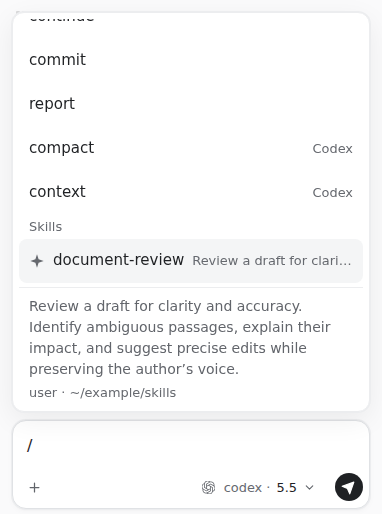 continue
commit
report
compact Codex
context Codex
Skills
document-review Review a draft for clari...
Review a draft for clarity and accuracy.
Identify ambiguous passages, explain their
impact, and suggest precise edits while
preserving the author’s voice.
user · ~/example/skills
/
+ codex · 5.5